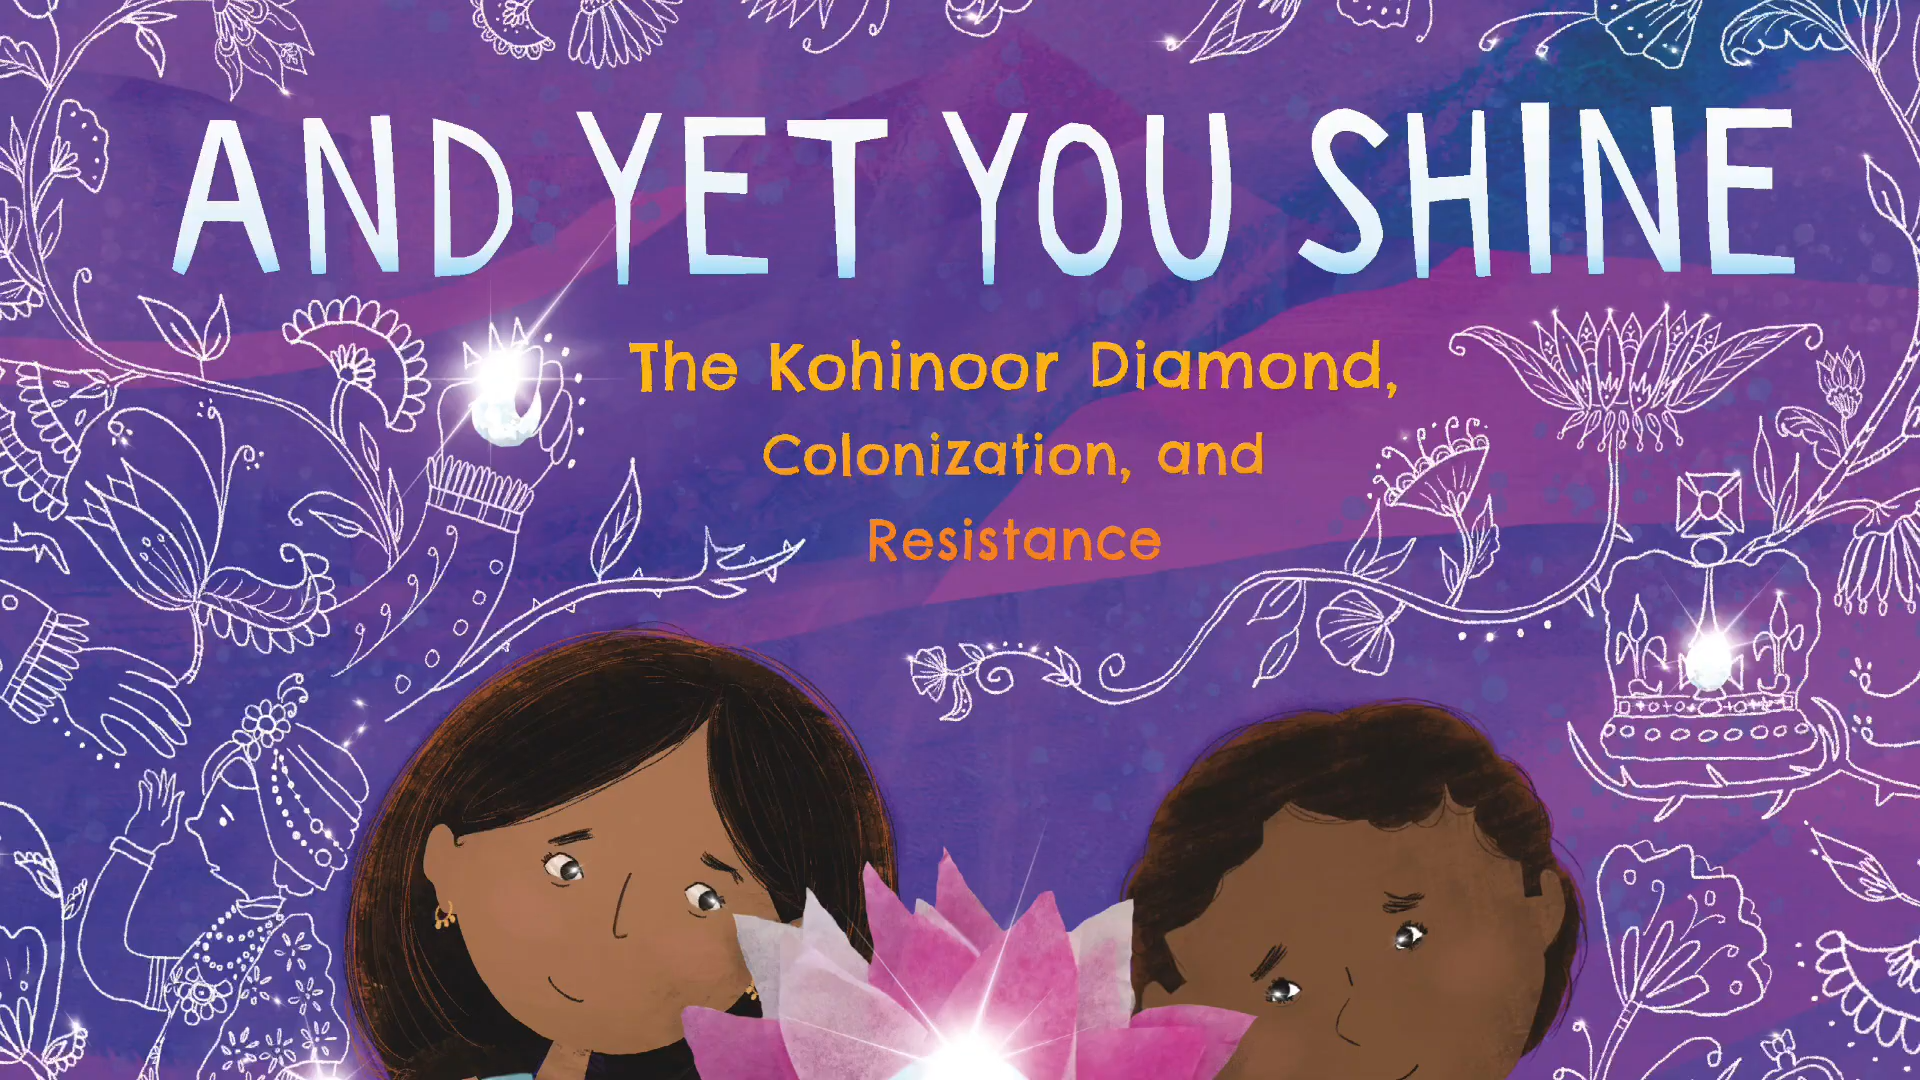 AND YET YOU SHINE
The Kohinoor Diamond,
Colonization, and
Resistance